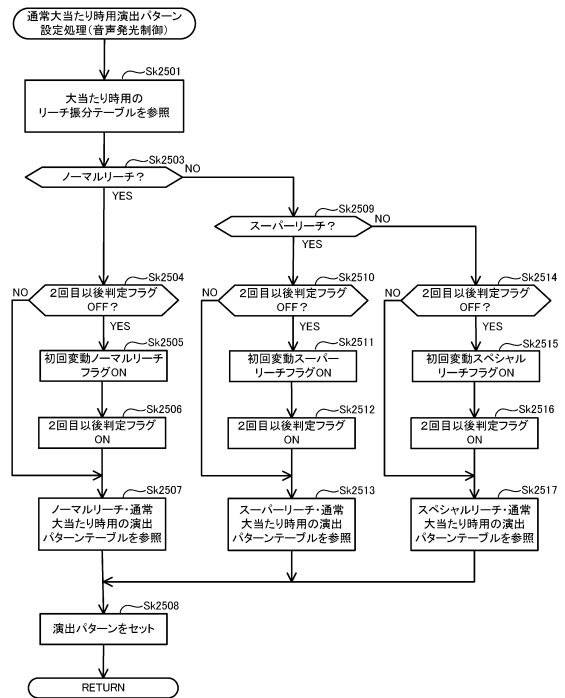 通常大当たり時用演出パターン
設定処理(音声発光制御)
Sk2501
大当たり時用の
リーチ振分テーブルを参照
Sk2503
ノーマルリーチ?
NO
YES
Sk2509
スーパーリーチ?
NO
YES
Sk2504
NO
2回目以後判定フラグ
OFF?
YES
Sk2510
NO
2回目以後判定フラグ
OFF?
YES
Sk2514
NO
2回目以後判定フラグ
OFF?
YES
Sk2505
初回変動ノーマルリーチ
フラグON
Sk2511
初回変動スーパー
リーチフラグON
Sk2515
初回変動スペシャル
リーチフラグON
Sk2506
2回目以後判定フラグ
ON
Sk2512
2回目以後判定フラグ
ON
Sk2516
2回目以後判定フラグ
ON
Sk2507
ノーマルリーチ・通常
大当たり時用の演出
パターンテーブルを参照
Sk2513
スーパーリーチ・通常
大当たり時用の演出
パターンテーブルを参照
Sk2517
スペシャルリーチ・通常
大当たり時用の演出
パターンテーブルを参照
Sk2508
演出パターンをセット
RETURN